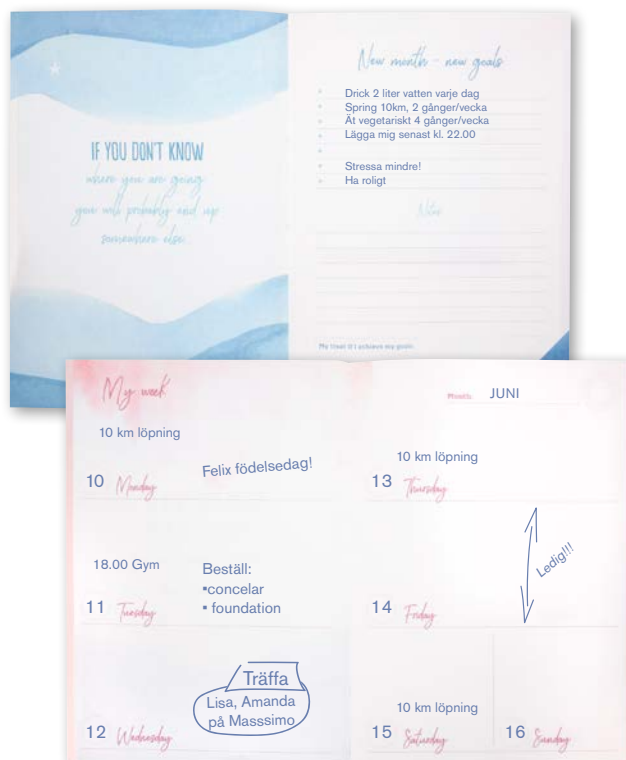 IF YOU DON'T KNOW
where you are going
you will probably end up
somewhere else.
New month - new goals
Drick 2 liter vatten varje dag
Spring 10km, 2 gånger/vecka
Ät vegetariskt 4 gånger/vecka
Lägga mig senast kl. 22.00
Stressa mindre!
Ha roligt
Notes
My treat if I achieve my goals:
My week
10 km löpning
10 Monday
Felix födelsedag!
18.00 Gym
Beställ:
▪concelar
▪ foundation
11 Tuesday
Träffa
Lisa, Amanda
på Masssimo
12 Wednesday
Month: JUNI
10 km löpning
13 Thursday
Ledig!!!
14 Friday
10 km löpning
15 Saturday
16 Sunday